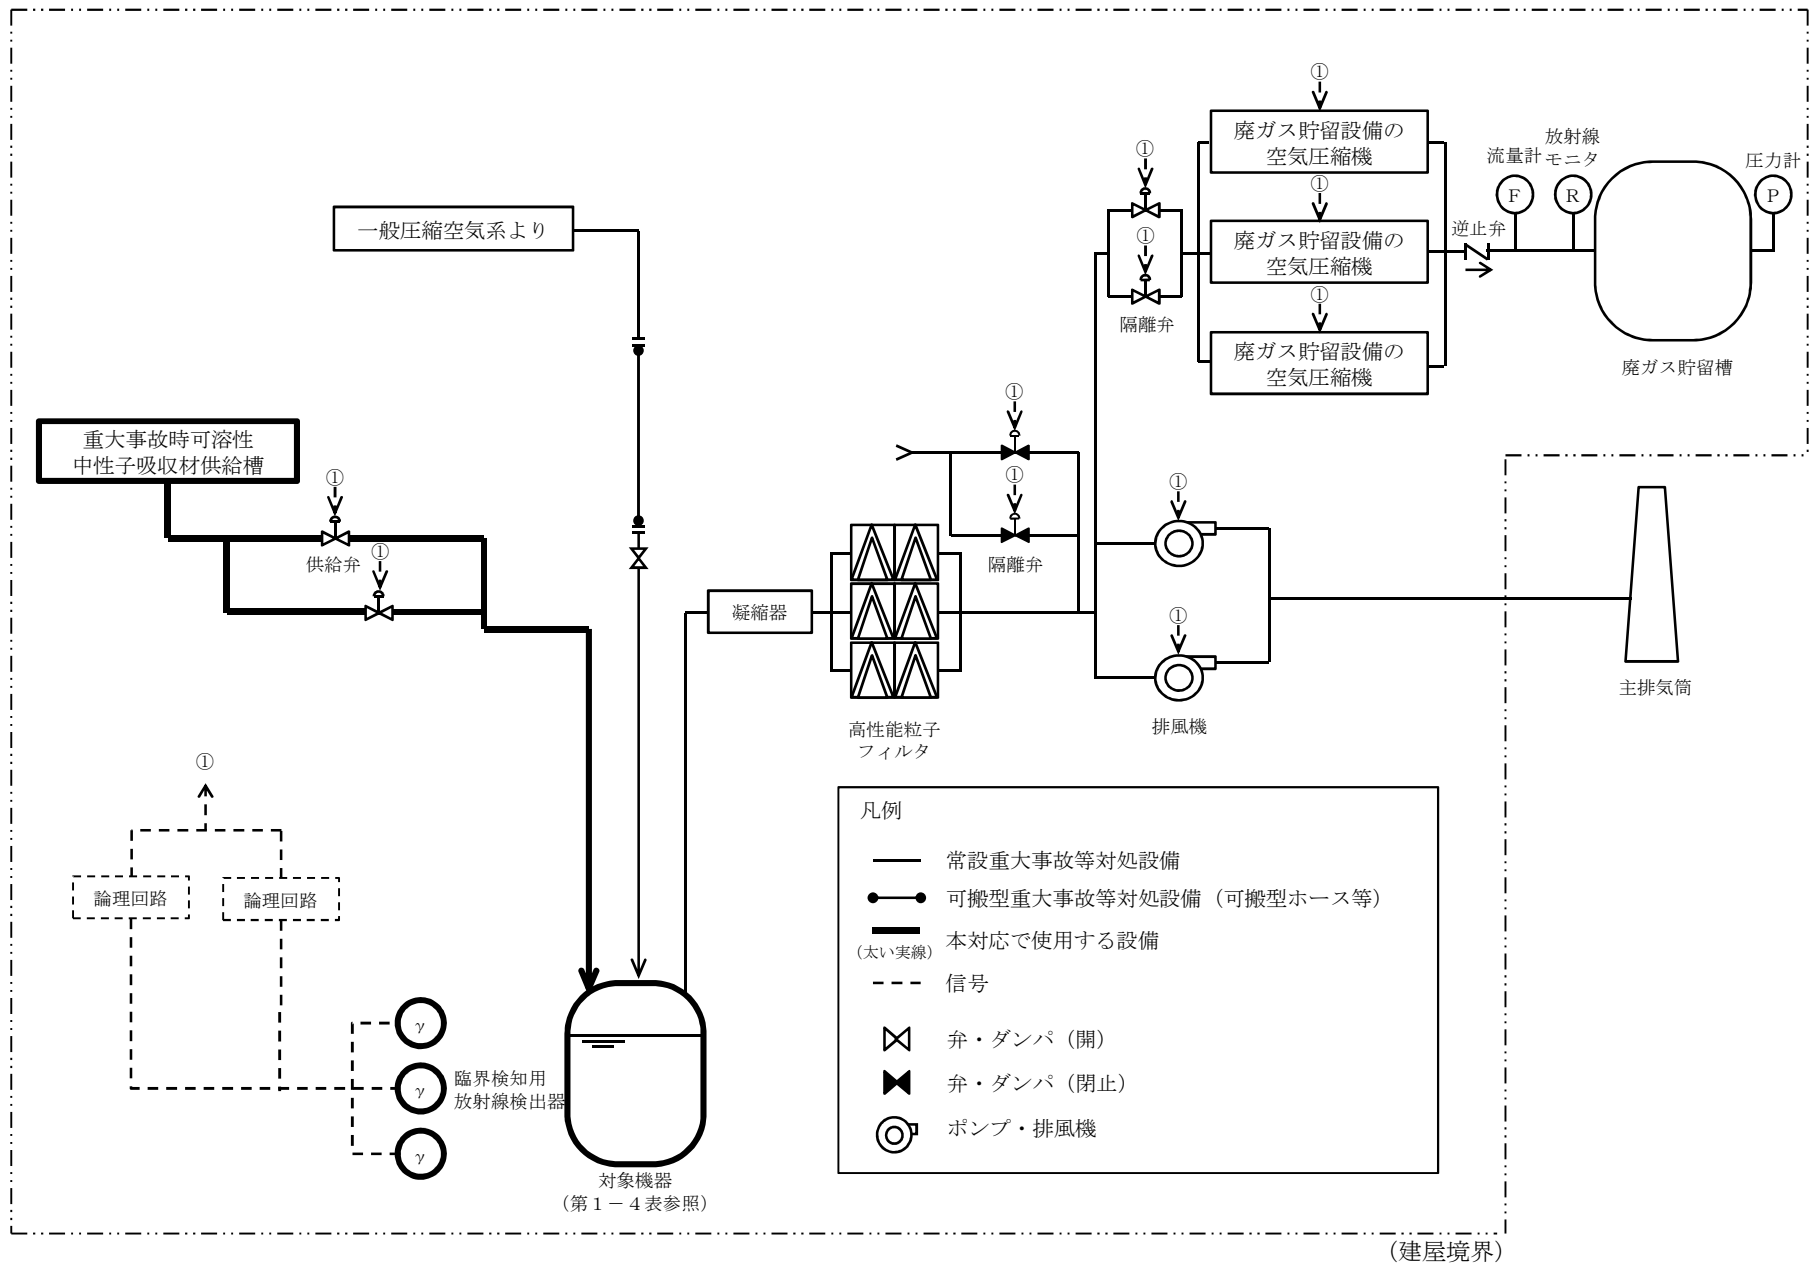 ①
廃ガス貯留設備の
空気圧縮機
①
廃ガス貯留設備の
空気圧縮機
①
廃ガス貯留設備の
空気圧縮機
①
①
隔離弁
流量計
放射線
モニタ
圧力計
F
R
P
逆止弁
廃ガス貯留槽
一般圧縮空気系より
重大事故時可溶性
中性子吸収材供給槽
①
供給弁
①
①
①
隔離弁
凝縮器
高性能粒子
フィルタ
①
①
排風機
主排気筒
①
論理回路
論理回路
γ
γ
γ
臨界検知用
放射線検出器
対象機器
（第１－４表参照）
凡例
常設重大事故等対処設備
可搬型重大事故等対処設備（可搬型ホース等）
（太い実線）
本対応で使用する設備
信号
弁・ダンパ（開）
弁・ダンパ（閉止）
ポンプ・排風機
（建屋境界）